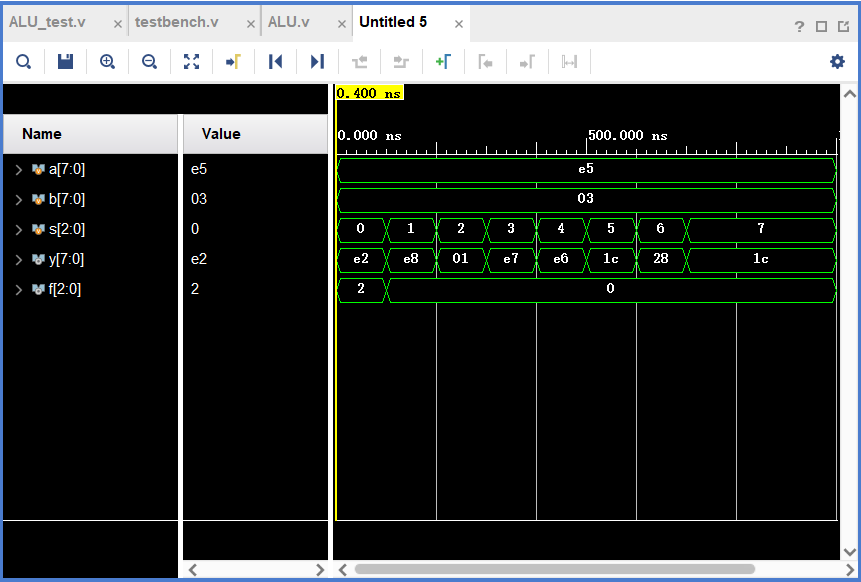 ALU_test.v × testbench.v × ALU.v × Untitled 5 ×
?
0.400 ns
Name Value 0.000 ns 500.000 ns
a[7:0] e5 e5
b[7:0] 03 03
s[2:0] 0 0 1 2 3 4 5 6 7
y[7:0] e2 e2 e8 01 e7 e6 1c 28 1c
f[2:0] 2 2 0